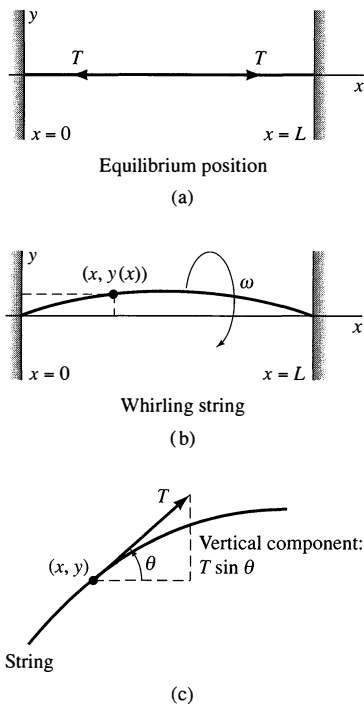 y
T T
x
x = 0 x = L
Equilibrium position
(a)
y
(x, y(x))
ω
x
x = 0 x = L
Whirling string
(b)
T
(x, y)
θ
Vertical component:
T sin θ
String
(c)